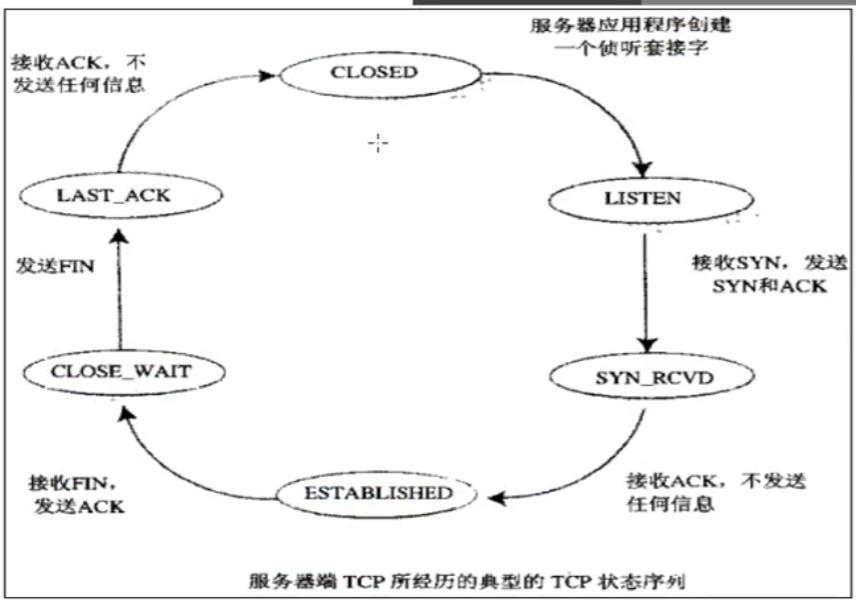 服务器应用程序创建
一个侦听套接字
接收ACK，不
发送任何信息
CLOSED
LAST_ACK
LISTEN
发送FIN
接收SYN，发送
SYN和ACK
CLOSE_WAIT
SYN_RCVD
接收FIN，
发送ACK
ESTABLISHED
接收ACK，不发送
任何信息
服务器端 TCP 所经历的典型的 TCP 状态序列